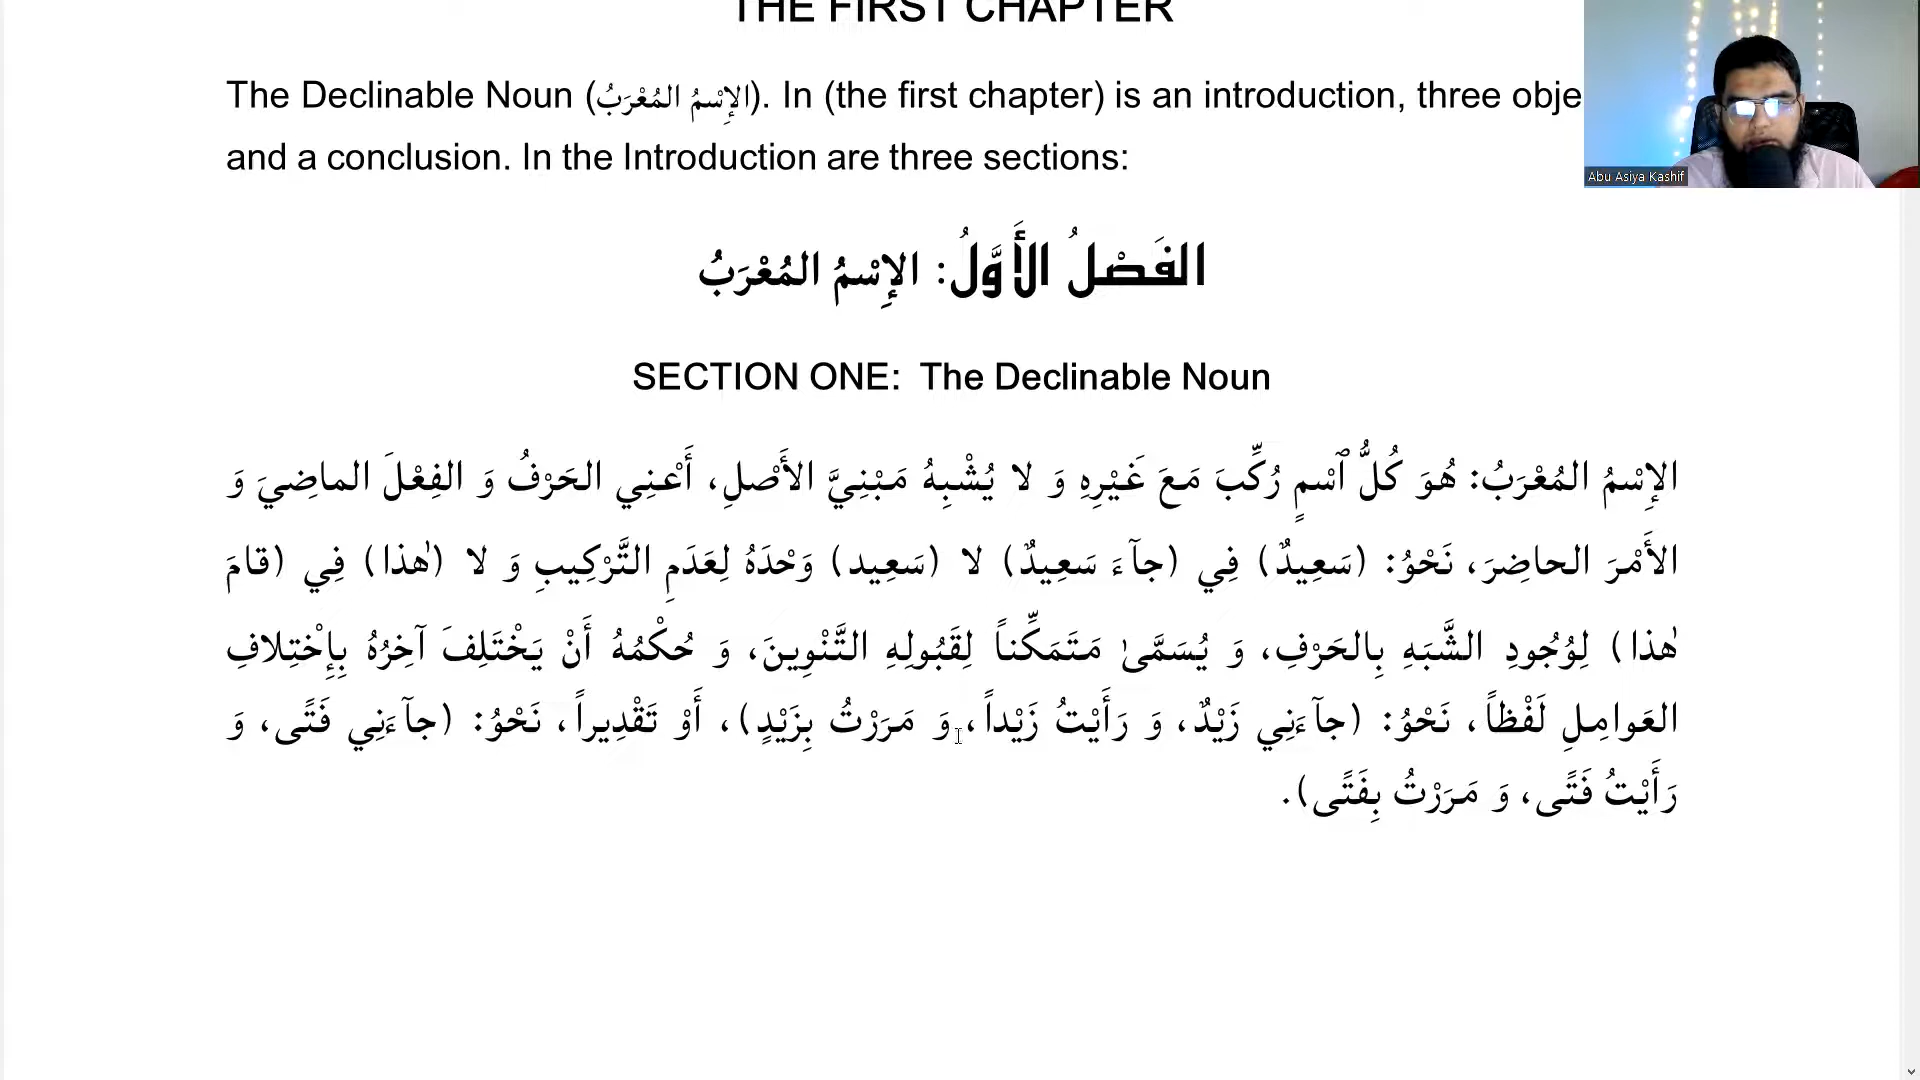 THE FIRST CHAPTER
The Declinable Noun (الإِسْمُ المُعْرَبُ). In (the first chapter) is an introduction, three obje
and a conclusion. In the Introduction are three sections:
Abu Asiya Kashif
الفَصْلُ الأَوَّلُ: الإِسْمُ المُعْرَبُ
SECTION ONE: The Declinable Noun
الإِسْمُ المُعْرَبُ: هُوَ كُلُّ ٱسْمٍ رُكِّبَ مَعَ غَيْرِهِ وَ لا يُشْبِهُ مَبْنِيَّ الأَصْلِ، أَعْنِي الحَرْفُ وَ الفِعْلَ الماضِيَ وَ
الأَمْرَ الحاضِرَ، نَحْوُ: (سَعِيدٌ) فِي (جآءَ سَعِيدٌ) لا (سَعِيد) وَحْدَهُ لِعَدَمِ التَّرْكِيبِ وَ لا (هٰذا) فِي (قامَ
هٰذا) لِوُجُودِ الشَّبَهِ بِالحَرْفِ، وَ يُسَمَّىٰ مَتَمَكِّناً لِقَبُولِهِ التَّنْوِينَ، وَ حُكْمُهُ أَنْ يَخْتَلِفَ آخِرُهُ بِإِخْتِلافِ
العَوامِلِ لَفْظاً، نَحْوُ: (جآءَنِي زَيْدٌ، وَ رَأَيْتُ زَيْداً، وَ مَرَرْتُ بِزَيْدٍ)، أَوْ تَقْدِيراً، نَحْوُ: (جآءَنِي فَتًى، وَ
رَأَيْتُ فَتًى، وَ مَرَرْتُ بِفَتًى).